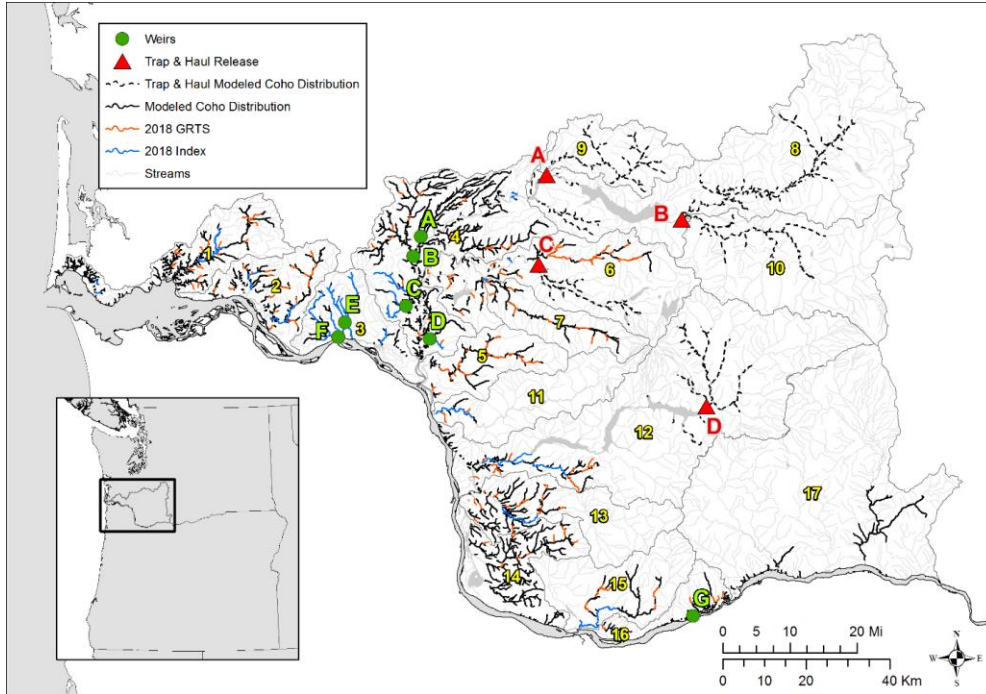 Weirs
Trap & Haul Release
Trap & Haul Modeled Coho Distribution
Modeled Coho Distribution
2018 GRTS
2018 Index
Streams
A
9
8
B
1
A
4
C
B
6
10
2
C
E
7
F
3
D
5
11
D
12
17
13
14
15
G
16
0 5 10 20 Mi
0 10 20 40 Km
N
W E
S